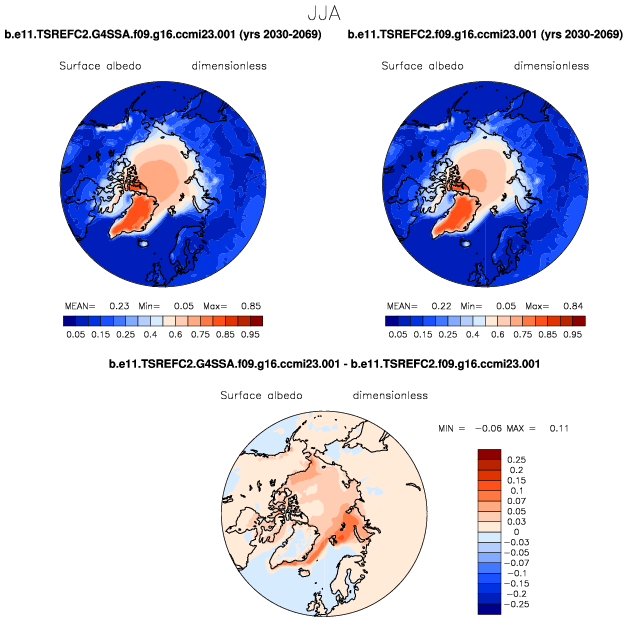 JJA
b.e11.TSREFC2.G4SSA.f09.g16.ccmi23.001 (yrs 2030-2069)
b.e11.TSREFC2.f09.g16.ccmi23.001 (yrs 2030-2069)
Surface albedo dimensionless
Surface albedo dimensionless
MEAN= 0.23 Min= 0.05 Max= 0.85
0.05 0.15 0.25 0.4 0.6 0.75 0.85 0.95
MEAN= 0.22 Min= 0.05 Max= 0.84
0.05 0.15 0.25 0.4 0.6 0.75 0.85 0.95
b.e11.TSREFC2.G4SSA.f09.g16.ccmi23.001 - b.e11.TSREFC2.f09.g16.ccmi23.001
Surface albedo dimensionless
MIN = -0.06 MAX = 0.11
0.25
0.2
0.15
0.1
0.07
0.05
0.03
0
-0.03
-0.05
-0.07
-0.1
-0.15
-0.2
-0.25